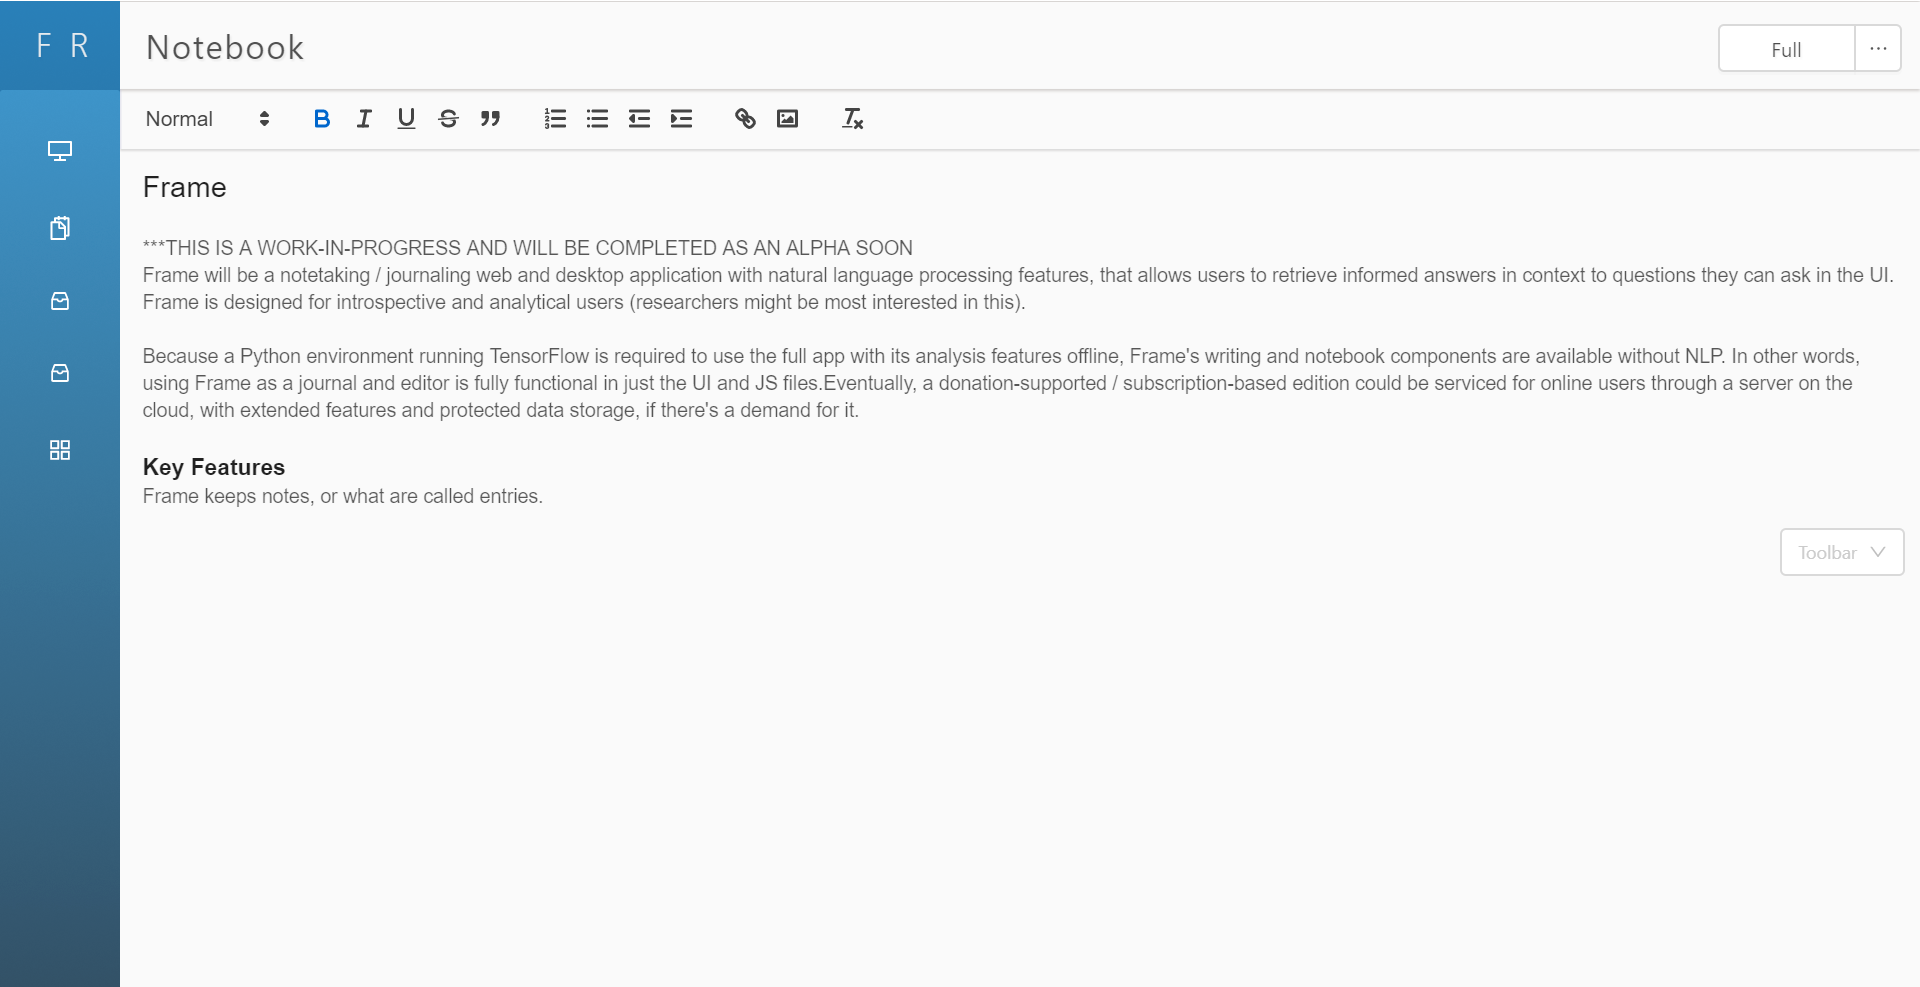 F R
Notebook
Full
Normal
Frame
***THIS IS A WORK-IN-PROGRESS AND WILL BE COMPLETED AS AN ALPHA SOON
Frame will be a notetaking / journaling web and desktop application with natural language processing features, that allows users to retrieve informed answers in context to questions they can ask in the UI.
Frame is designed for introspective and analytical users (researchers might be most interested in this).
Because a Python environment running TensorFlow is required to use the full app with its analysis features offline, Frame's writing and notebook components are available without NLP. In other words,
using Frame as a journal and editor is fully functional in just the UI and JS files.Eventually, a donation-supported / subscription-based edition could be serviced for online users through a server on the
cloud, with extended features and protected data storage, if there's a demand for it.
Key Features
Frame keeps notes, or what are called entries.
Toolbar